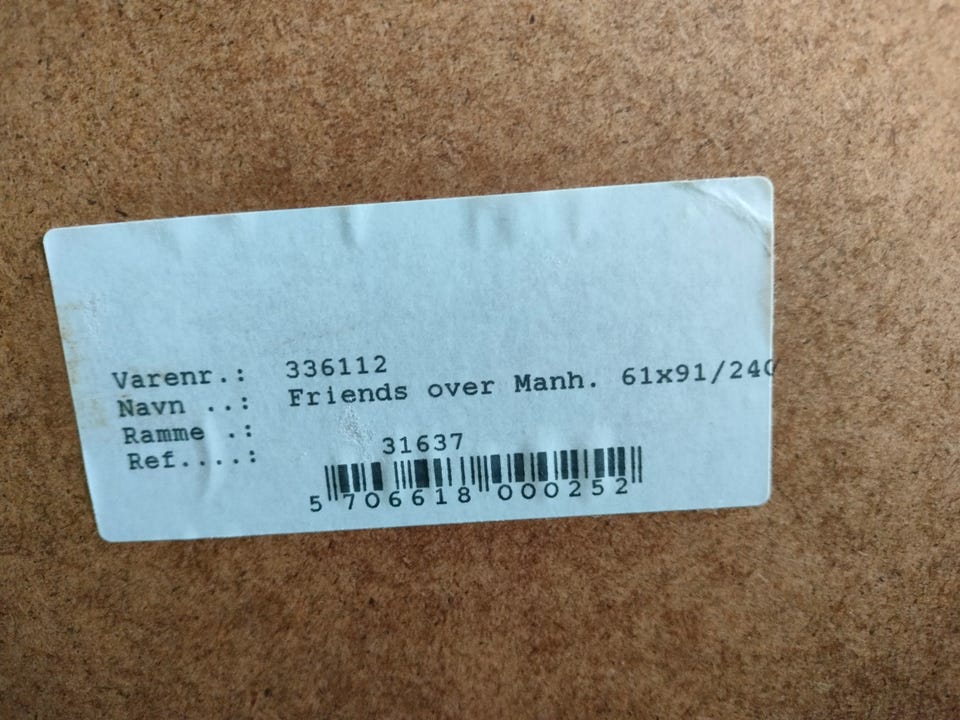 Varenr.: 336112
Navn ..: Friends over Manh. 61x91/240
Ramme .:
Ref....: 31637
5 706618 000252